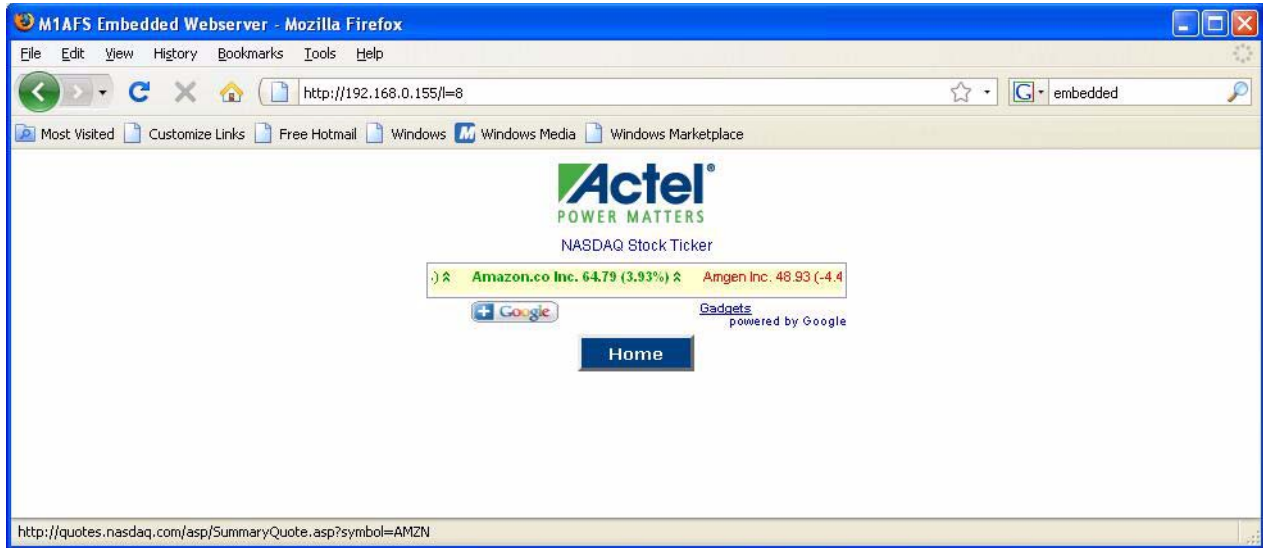 M1AFS Embedded Webserver - Mozilla Firefox
File Edit View History Bookmarks Tools Help
http://192.168.0.155/l=8
G embedded
Most Visited Customize Links Free Hotmail Windows Windows Media Windows Marketplace
Actel®
POWER MATTERS
NASDAQ Stock Ticker
.) Amazon.co Inc. 64.79 (3.93%) Amgen Inc. 48.93 (-4.4
+ Google Gadgets
powered by Google
Home
http://quotes.nasdaq.com/asp/SummaryQuote.asp?symbol=AMZN